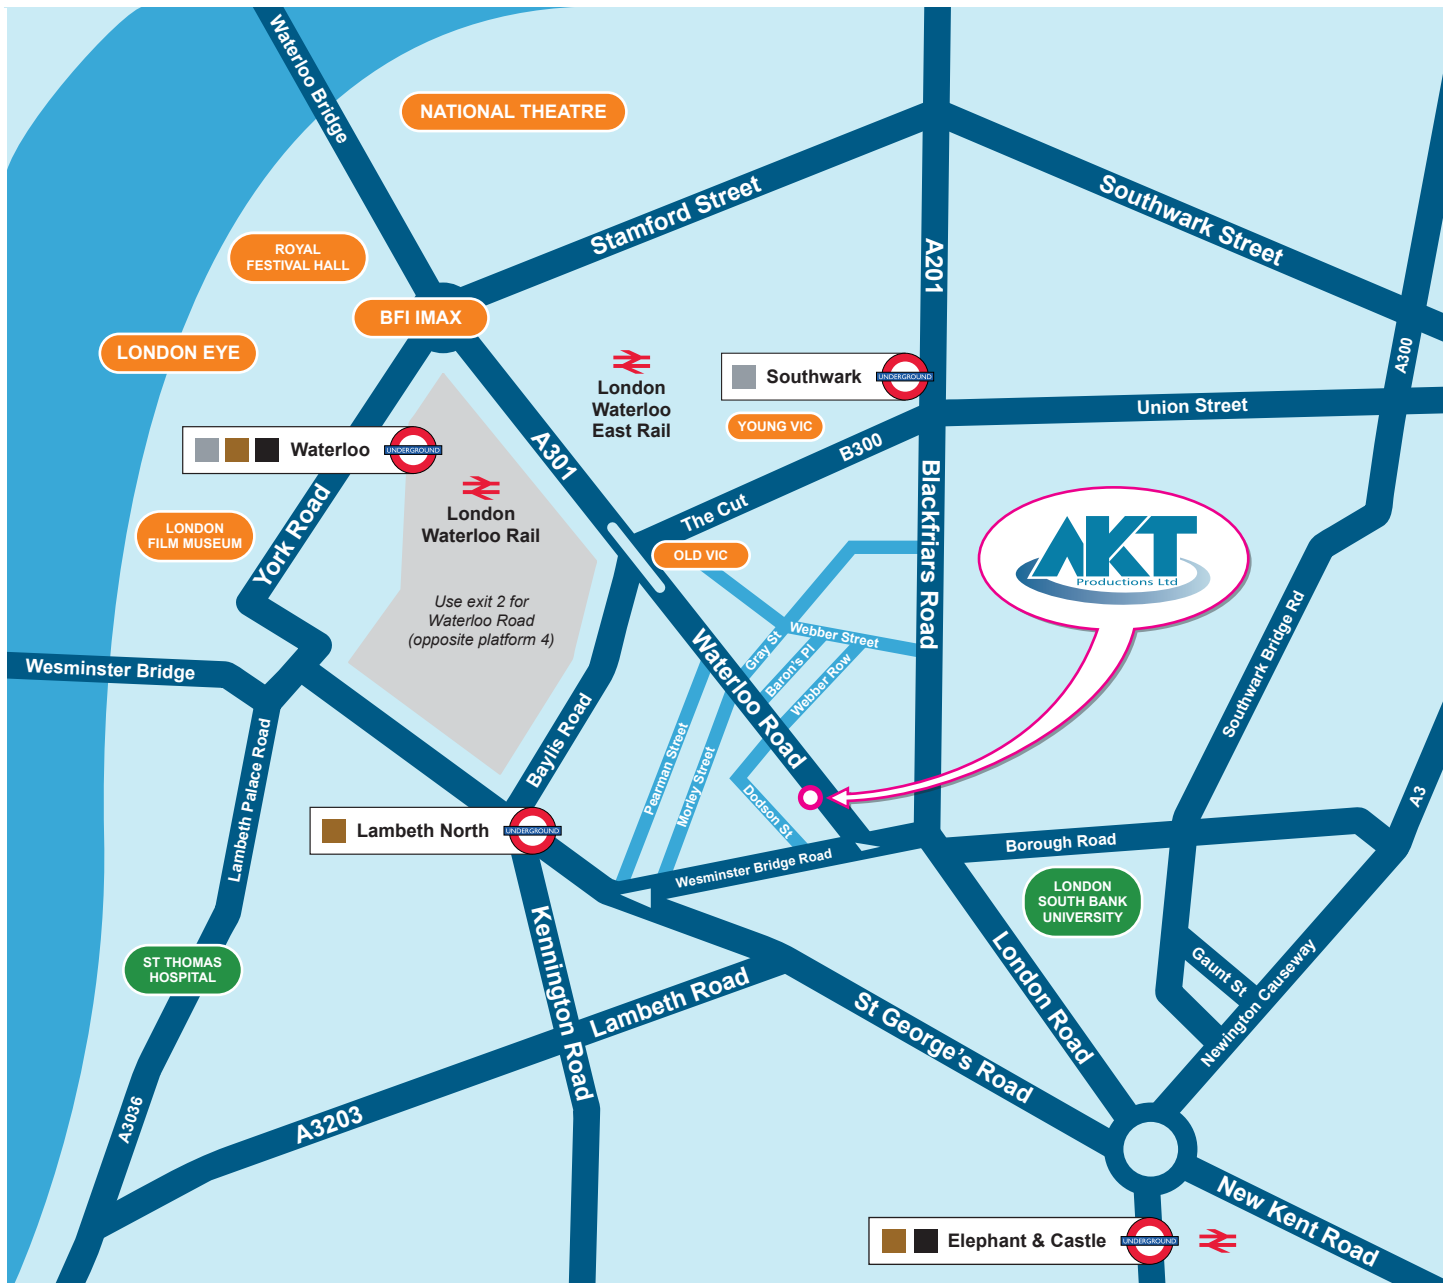 Waterloo Bridge
NATIONAL THEATRE
Stamford Street
Southwark Street
A201
ROYAL
FESTIVAL HALL
BFI IMAX
LONDON EYE
London
Waterloo
East Rail
Southwark
UNDERGROUND
A300
Union Street
YOUNG VIC
B300
Waterloo
UNDERGROUND
A301
London
Waterloo Rail
The Cut
OLD VIC
Blackfriars Road
AKT
Productions Ltd
York Road
LONDON
FILM MUSEUM
Use exit 2 for
Waterloo Road
(opposite platform 4)
Webber Street
Gray St
Baron's Pl
Webber Row
Waterloo Road
Southwark Bridge Rd
Wesminster Bridge
Lambeth Palace Road
Baylis Road
Pearman Street
Morley Street
Dodson St
A3
Lambeth North
UNDERGROUND
Wesminster Bridge Road
Borough Road
LONDON
SOUTH BANK
UNIVERSITY
Kennington Road
ST THOMAS
HOSPITAL
Lambeth Road
St George's Road
London Road
Gaunt St
Newington Causeway
A3036
A3203
New Kent Road
Elephant & Castle
UNDERGROUND